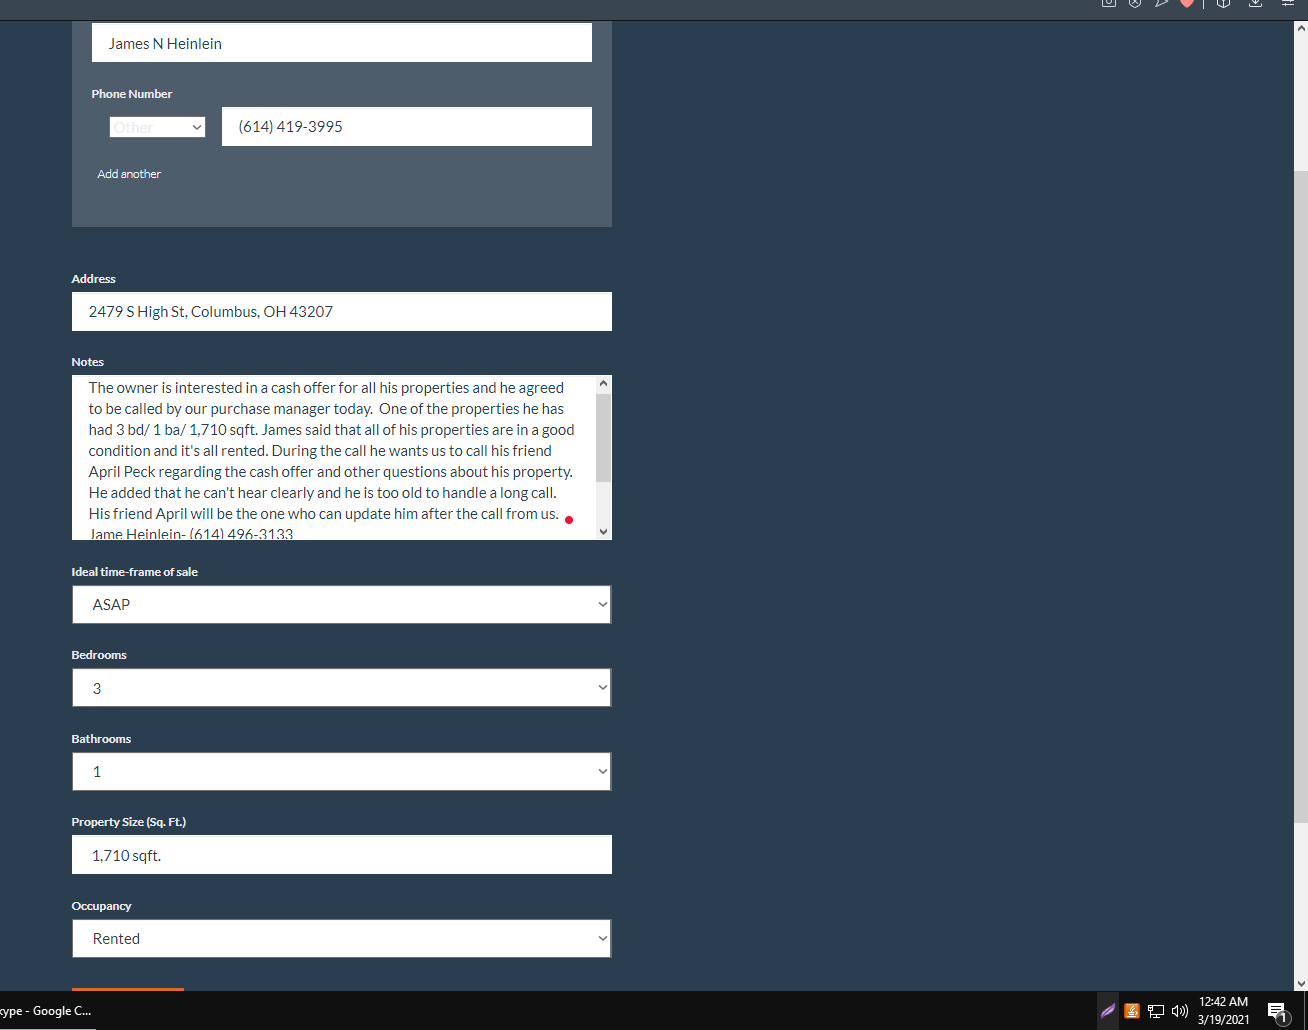 James N Heinlein
Phone Number
Other
(614) 419-3995
Add another
Address
2479 S High St, Columbus, OH 43207
Notes
The owner is interested in a cash offer for all his properties and he agreed
to be called by our purchase manager today.  One of the properties he has
had 3 bd/ 1 ba/ 1,710 sqft. James said that all of his properties are in a good
condition and it's all rented. During the call he wants us to call his friend
April Peck regarding the cash offer and other questions about his property.
He added that he can't hear clearly and he is too old to handle a long call.
His friend April will be the one who can update him after the call from us.
Jame Heinlein- (614) 496-3133
Ideal time-frame of sale
ASAP
Bedrooms
3
Bathrooms
1
Property Size (Sq. Ft.)
1,710 sqft.
Occupancy
Rented
kype - Google C...
12:42 AM
3/19/2021
1